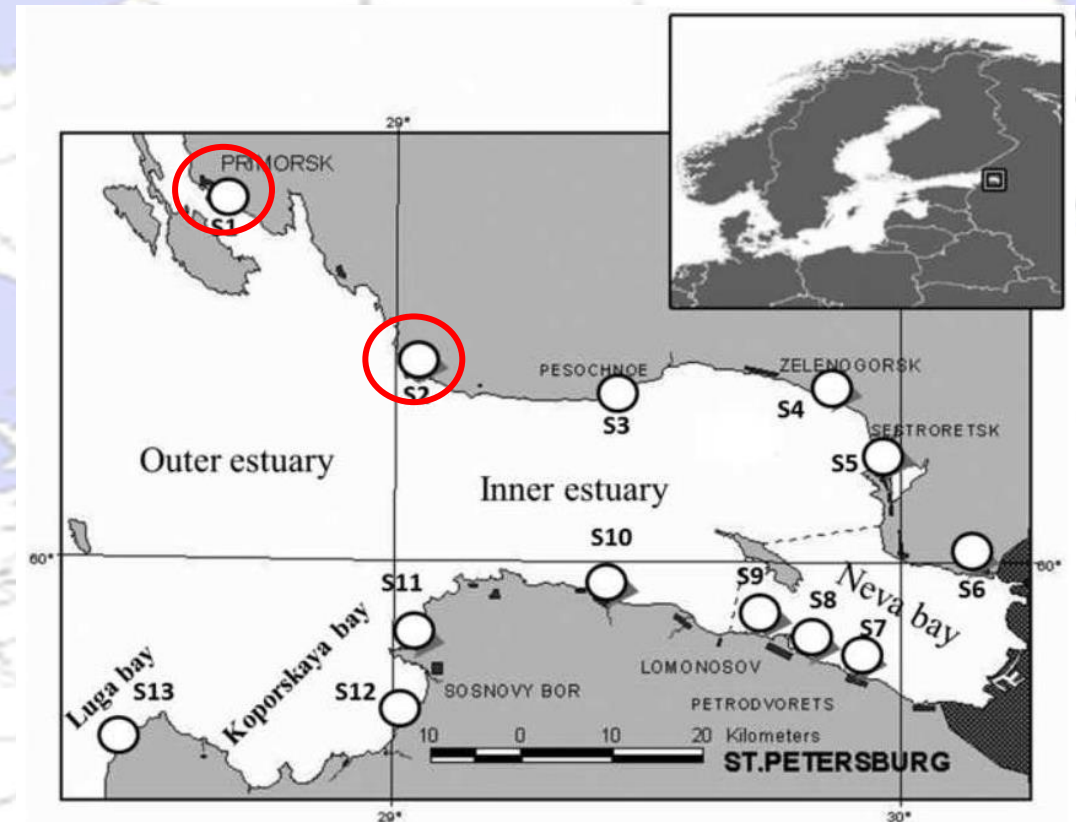 29°
PRIMORSK
S1
S2
PESOCHNOE
S3
ZELENOGORSK
S4
SESTRORETSK
S5
Outer estuary
Inner estuary
S10
60°
60°
S6
S9
Neva bay
S8
S7
S11
Koporskaya bay
Luga bay
S13
S12
SOSNOVY BOR
LOMONOSOV
PETRODVORETS
10 0 10 20 Kilometers
ST.PETERSBURG
29°
30°